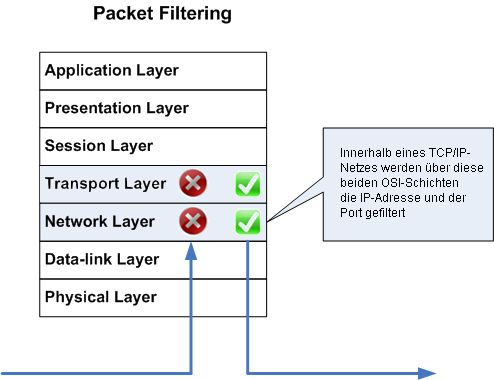 Packet Filtering
Application Layer
Presentation Layer
Session Layer
Transport Layer
Network Layer
Data-link Layer
Physical Layer
Innerhalb eines TCP/IP-
Netzes werden über diese
beiden OSI-Schichten
die IP-Adresse und der
Port gefiltert